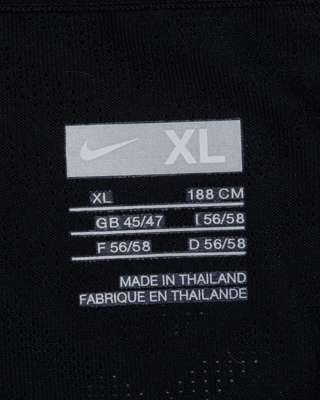 XL
XL 188 CM
GB 45/47 I 56/58
F 56/58 D 56/58
MADE IN THAILAND
FABRIQUE EN THAILANDE